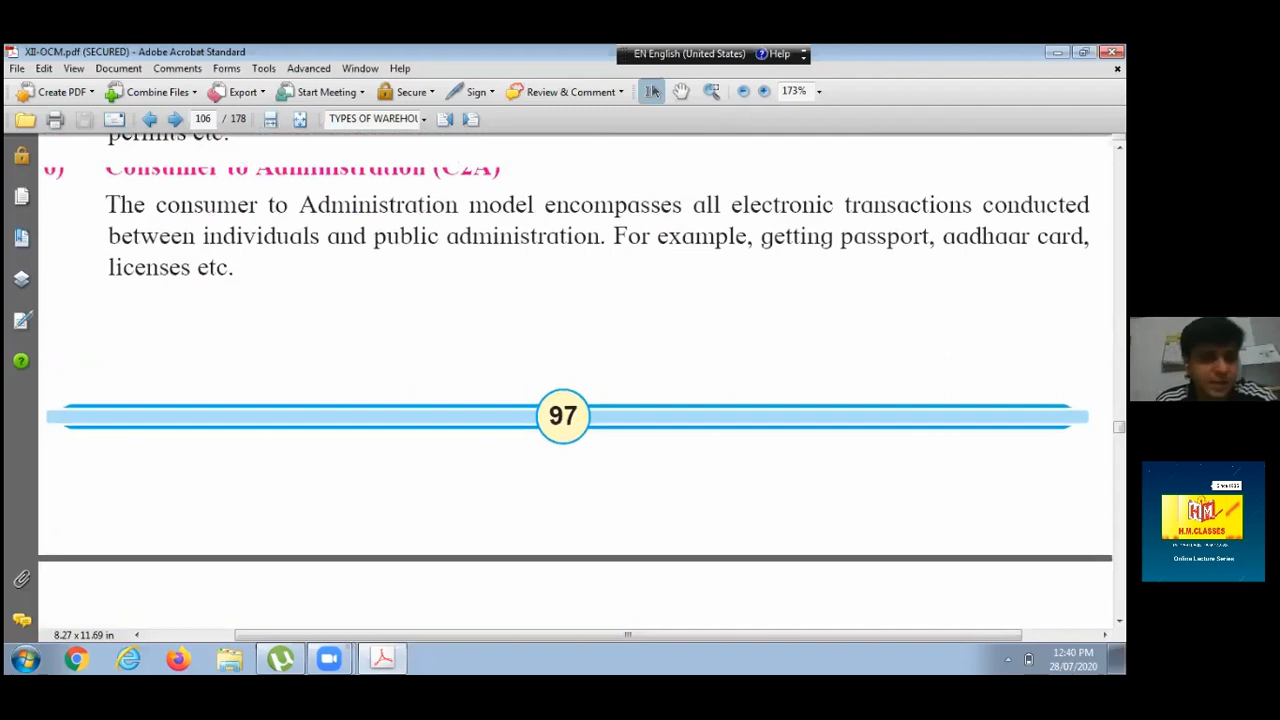 XII-OCM.pdf (SECURED) - Adobe Acrobat Standard
EN English (United States) Help
File Edit View Document Comments Forms Tools Advanced Window Help
Create PDF Combine Files Export Start Meeting Secure Sign Review & Comment 173%
106 / 178 TYPES OF WAREHOU
permits etc.
6) Consumer to Administration (C2A)
The consumer to Administration model encompasses all electronic transactions conducted
between individuals and public administration. For example, getting passport, aadhaar card,
licenses etc.
97
8.27 x 11.69 in
12:40 PM
28/07/2020
HM
H.M.CLASSES
Online Lecture Series